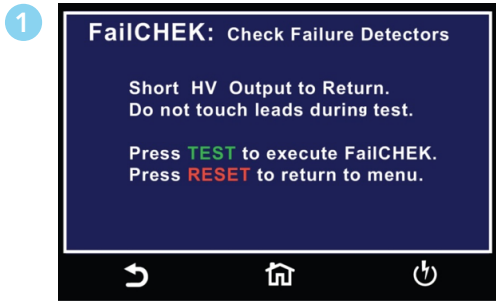 1
FailCHEK: Check Failure Detectors
Short HV Output to Return.
Do not touch leads during test.
Press TEST to execute FailCHEK.
Press RESET to return to menu.